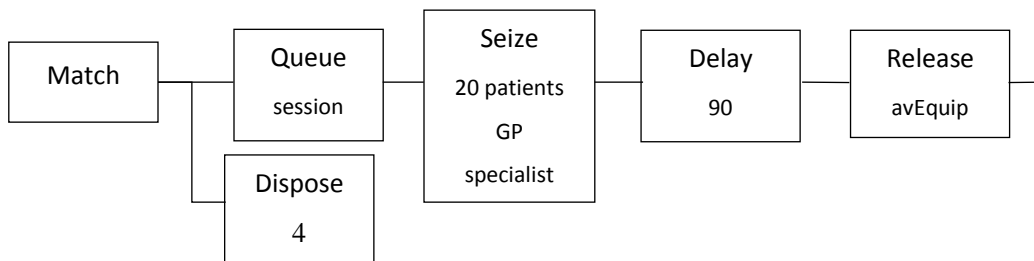 Match
Queue
session
Dispose
4
Seize
20 patients
GP
specialist
Delay
90
Release
avEquip